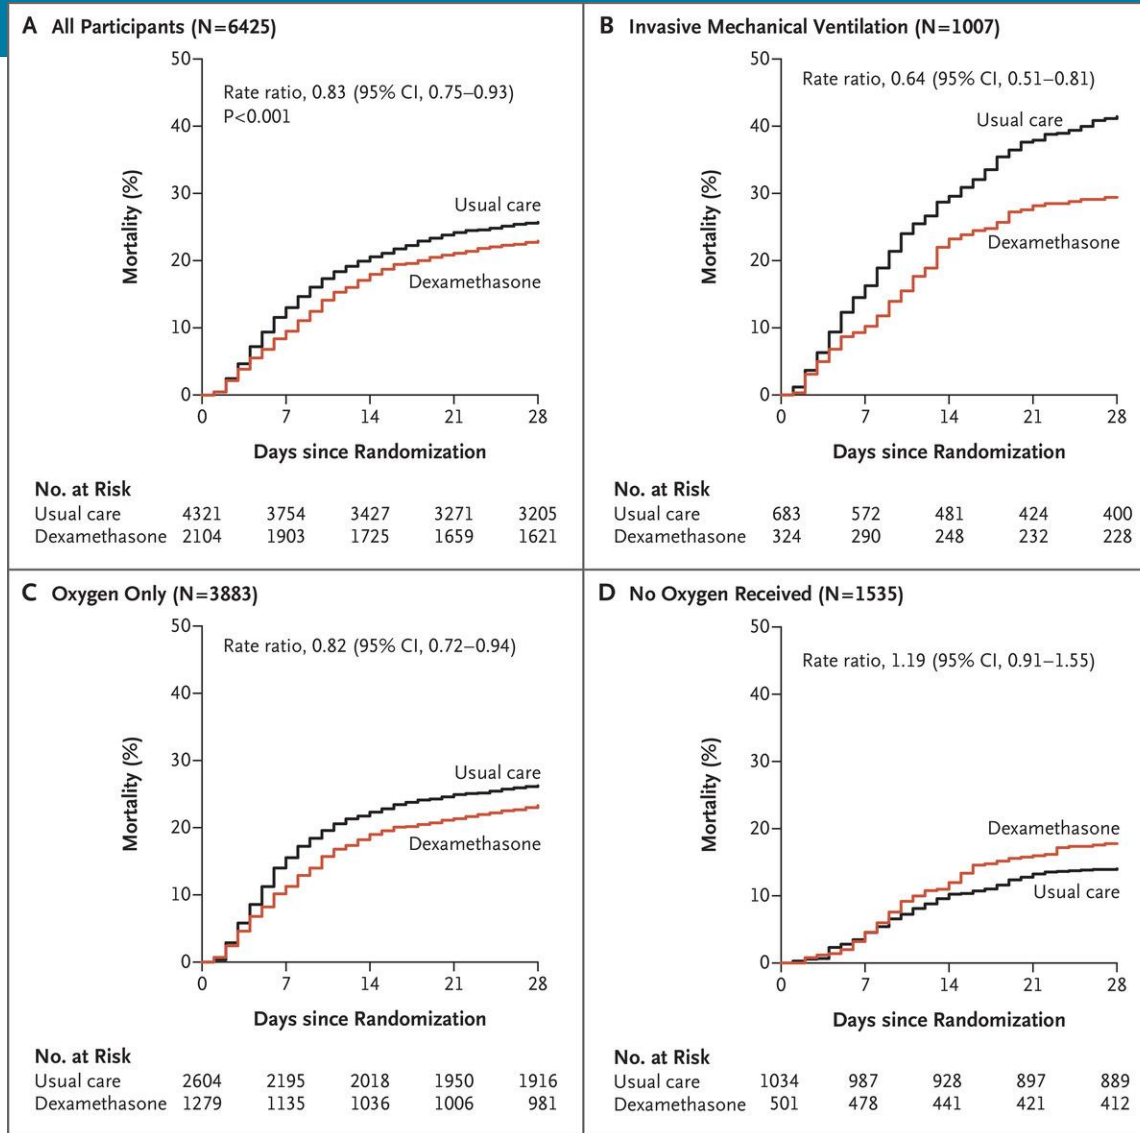 A All Participants (N=6425)
50
Rate ratio, 0.83 (95% CI, 0.75–0.93)
P<0.001
40
30
20
10
0
Mortality (%)
Usual care
Dexamethasone
0 7 14 21 28
Days since Randomization
No. at Risk
Usual care 4321 3754 3427 3271 3205
Dexamethasone 2104 1903 1725 1659 1621
B Invasive Mechanical Ventilation (N=1007)
50
Rate ratio, 0.64 (95% CI, 0.51–0.81)
40
30
20
10
0
Mortality (%)
Usual care
Dexamethasone
0 7 14 21 28
Days since Randomization
No. at Risk
Usual care 683 572 481 424 400
Dexamethasone 324 290 248 232 228
C Oxygen Only (N=3883)
50
Rate ratio, 0.82 (95% CI, 0.72–0.94)
40
30
20
10
0
Mortality (%)
Usual care
Dexamethasone
0 7 14 21 28
Days since Randomization
No. at Risk
Usual care 2604 2195 2018 1950 1916
Dexamethasone 1279 1135 1036 1006 981
D No Oxygen Received (N=1535)
50
Rate ratio, 1.19 (95% CI, 0.91–1.55)
40
30
20
10
0
Mortality (%)
Dexamethasone
Usual care
0 7 14 21 28
Days since Randomization
No. at Risk
Usual care 1034 987 928 897 889
Dexamethasone 501 478 441 421 412